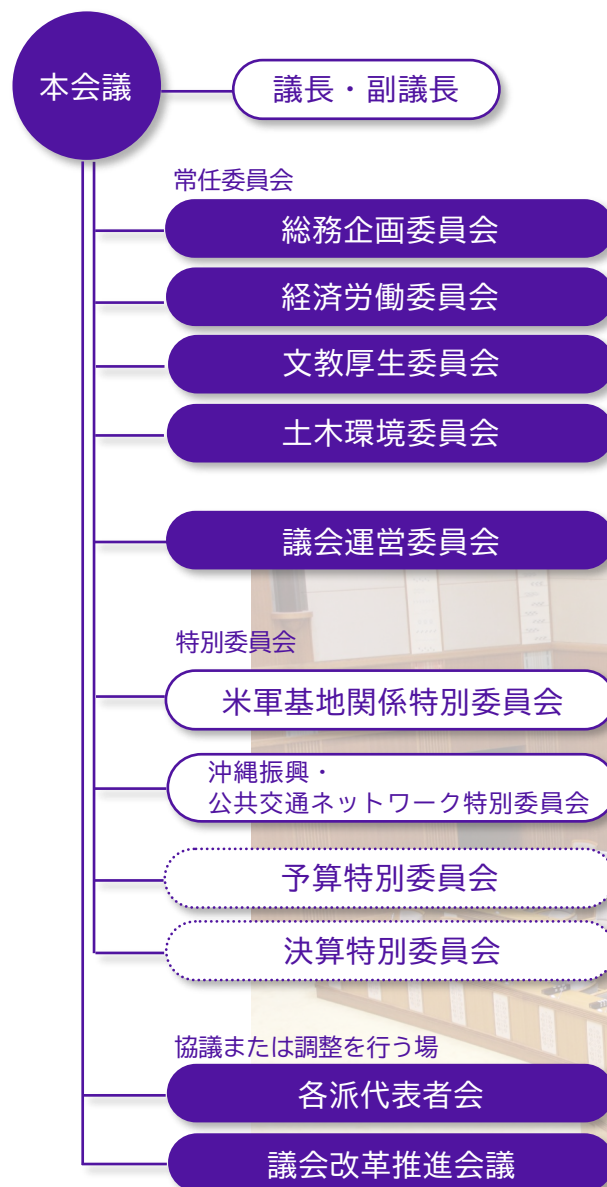 本会議
議長・副議長
常任委員会
総務企画委員会
経済労働委員会
文教厚生委員会
土木環境委員会
議会運営委員会
特別委員会
米軍基地関係特別委員会
沖縄振興・
公共交通ネットワーク特別委員会
予算特別委員会
決算特別委員会
協議または調整を行う場
各派代表者会
議会改革推進会議